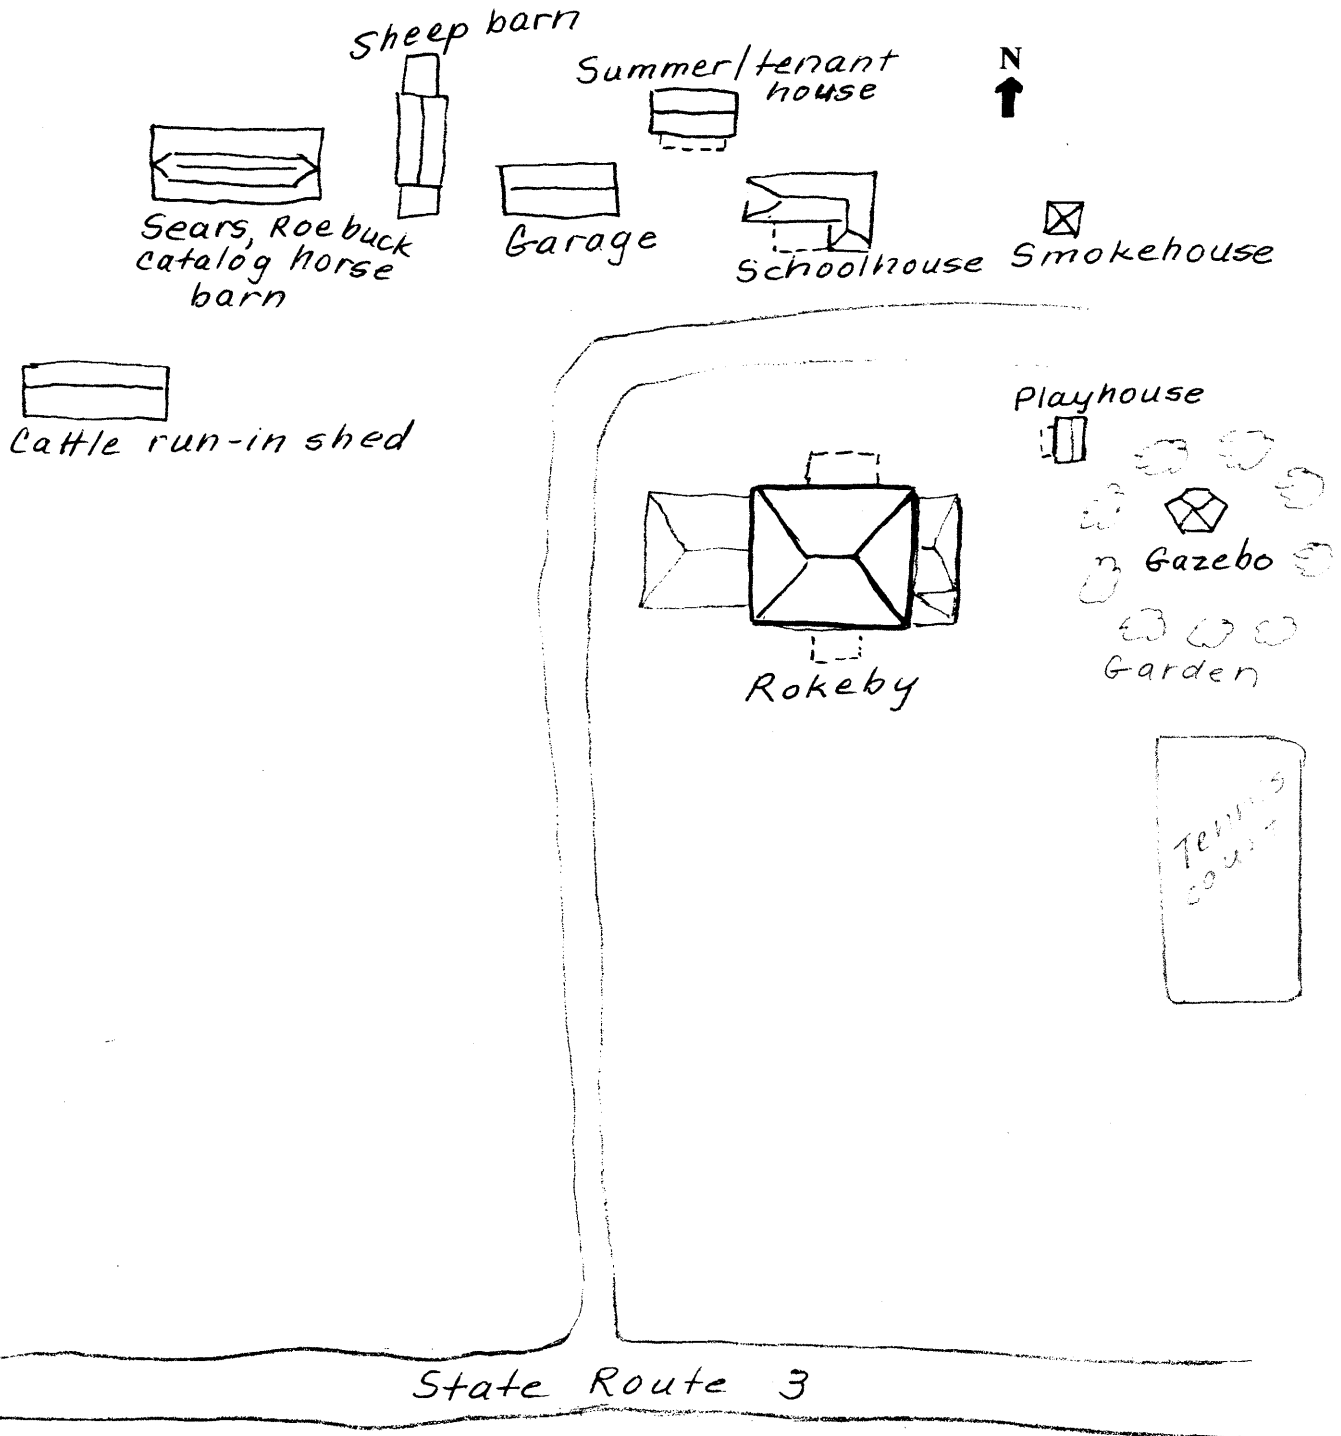 Sheep barn
Summer/tenant
house
N
Sears, Roebuck
catalog horse
barn
Garage
Schoolhouse
Smokehouse
Cattle run-in shed
Playhouse
Gazebo
Garden
Rokeby
Tennis
court
State Route 3